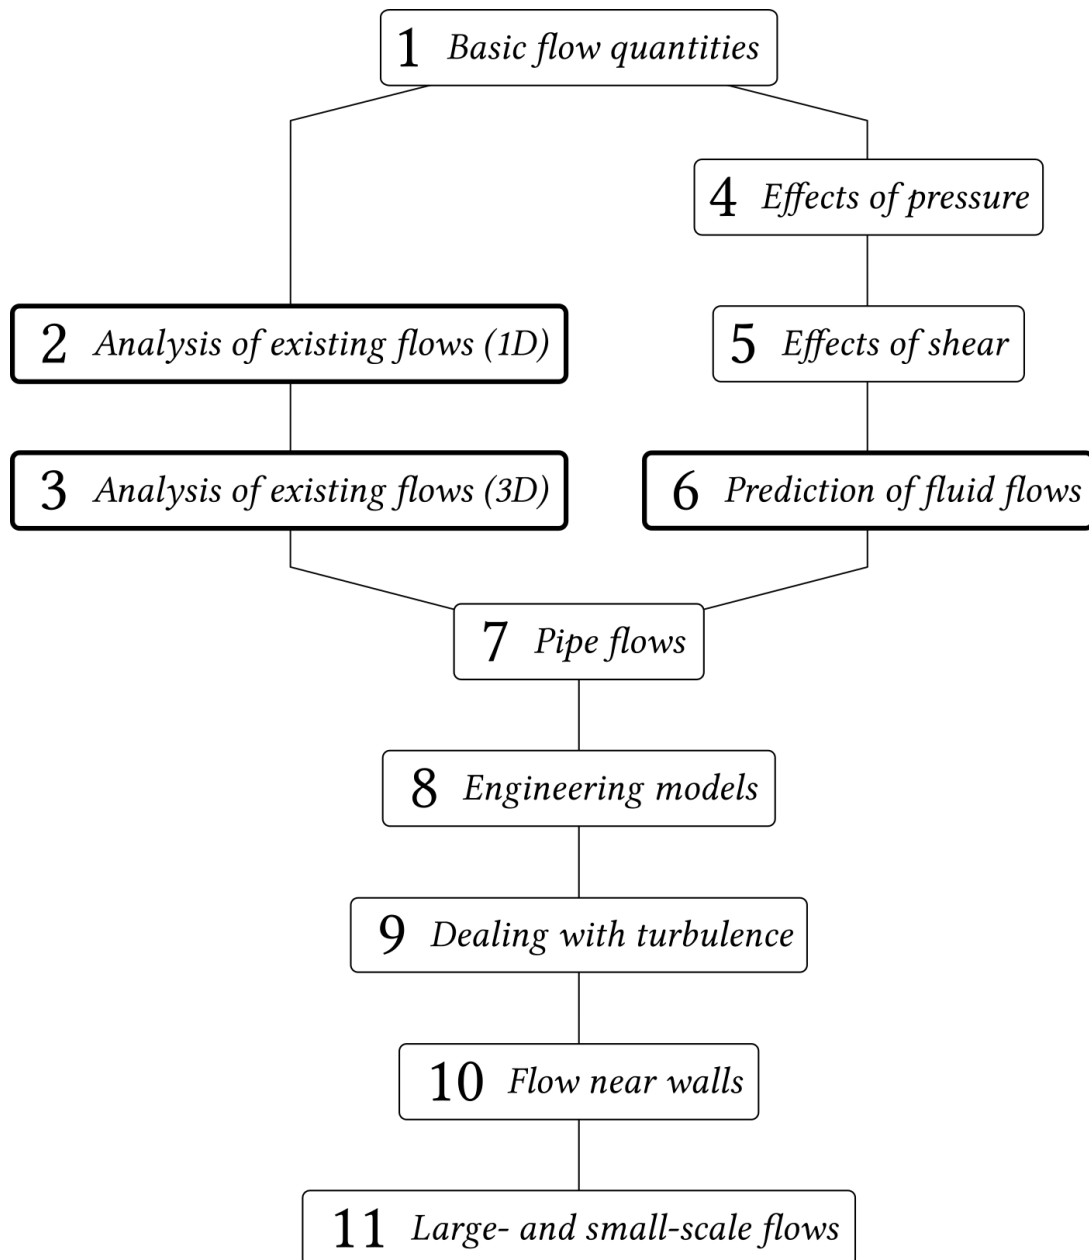 1 Basic flow quantities
4 Effects of pressure
2 Analysis of existing flows (1D)
5 Effects of shear
3 Analysis of existing flows (3D)
6 Prediction of fluid flows
7 Pipe flows
8 Engineering models
9 Dealing with turbulence
10 Flow near walls
11 Large- and small-scale flows